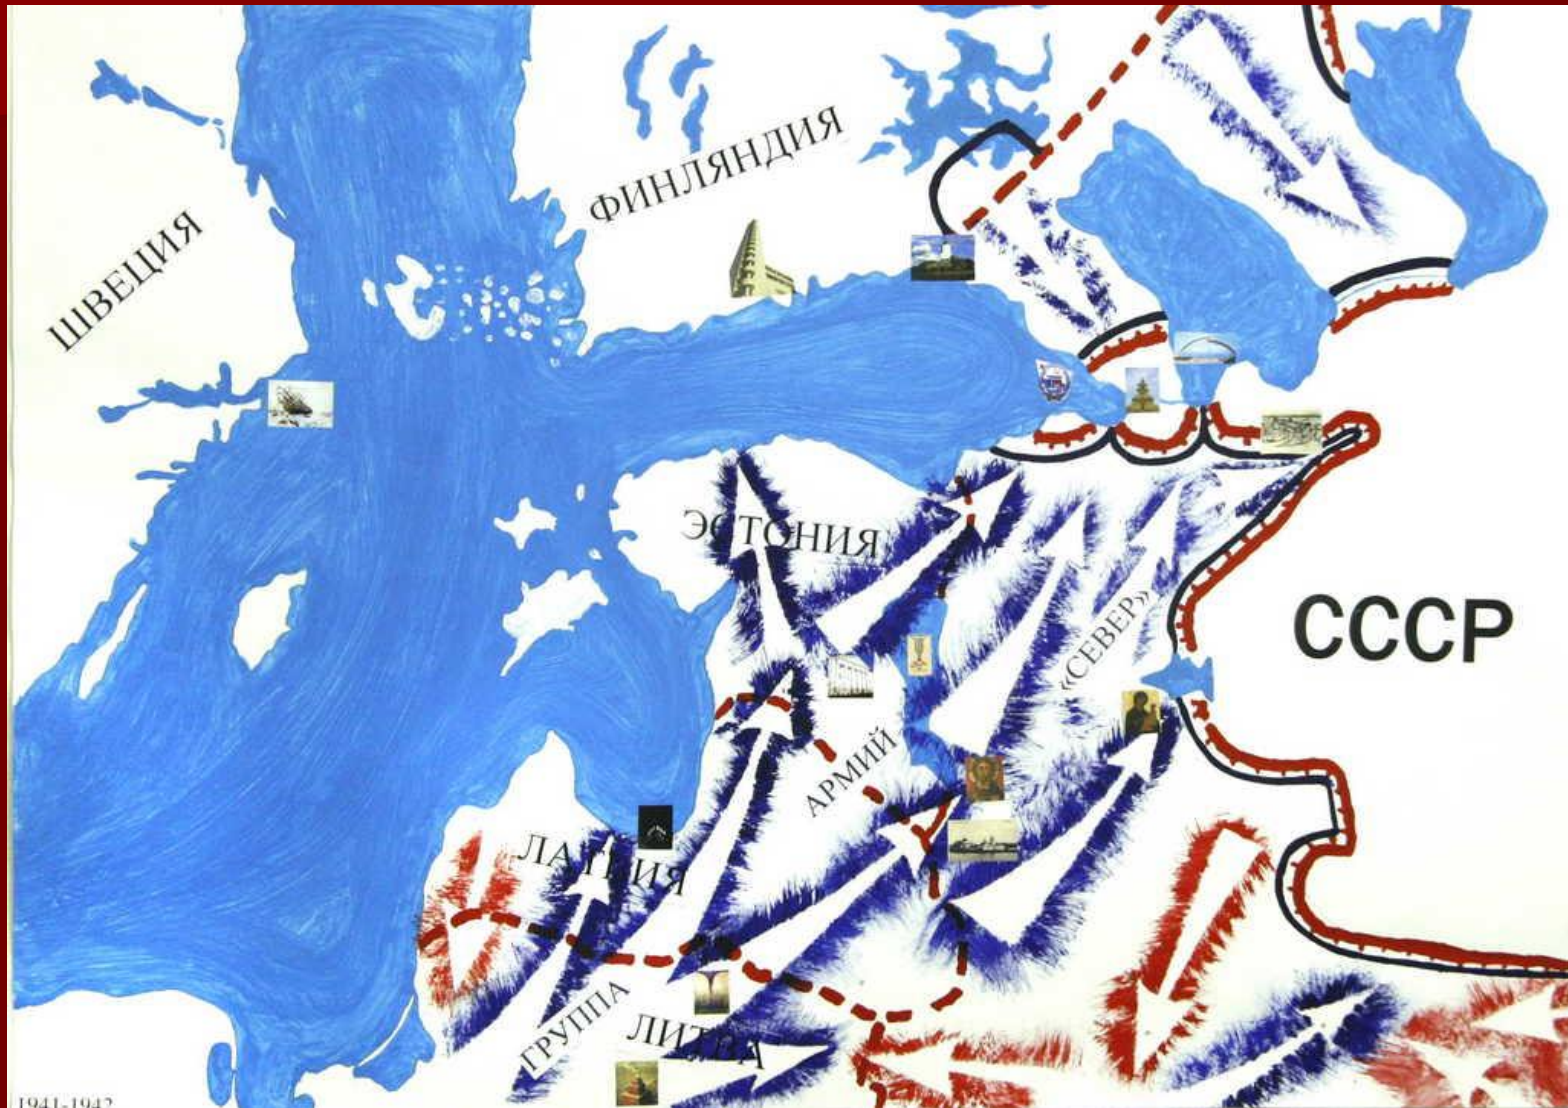 ФИНЛЯНДИЯ
ШВЕЦИЯ
ЭСТОНИЯ
СССР
«СЕВЕР»
АРМИЙ
ЛАТВИЯ
ГРУППА
ЛИТВА
1941-1942